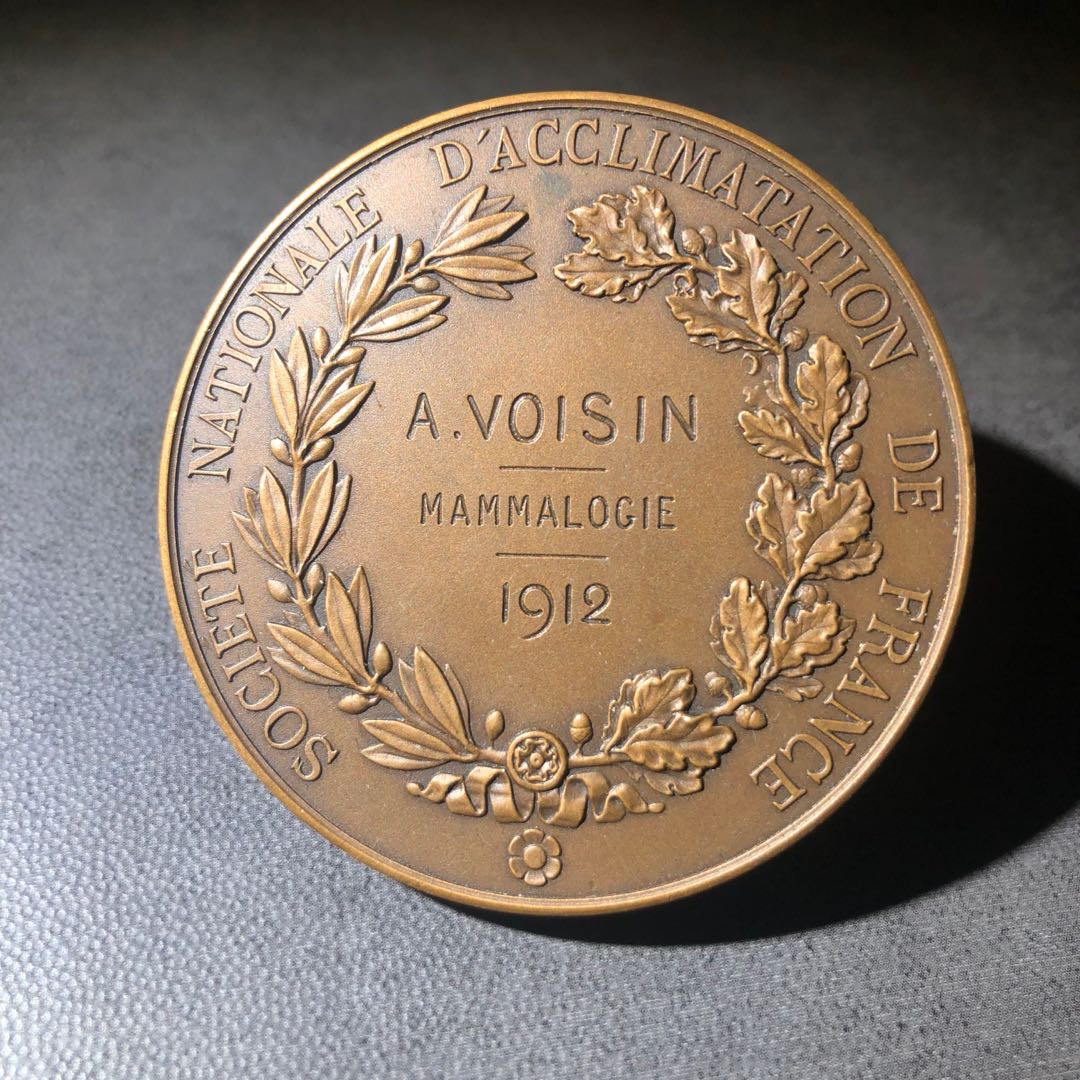 SOCIÉTÉ NATIONALE D'ACCLIMATATION DE FRANCE
A. VOISIN
MAMMALOGIE
1912